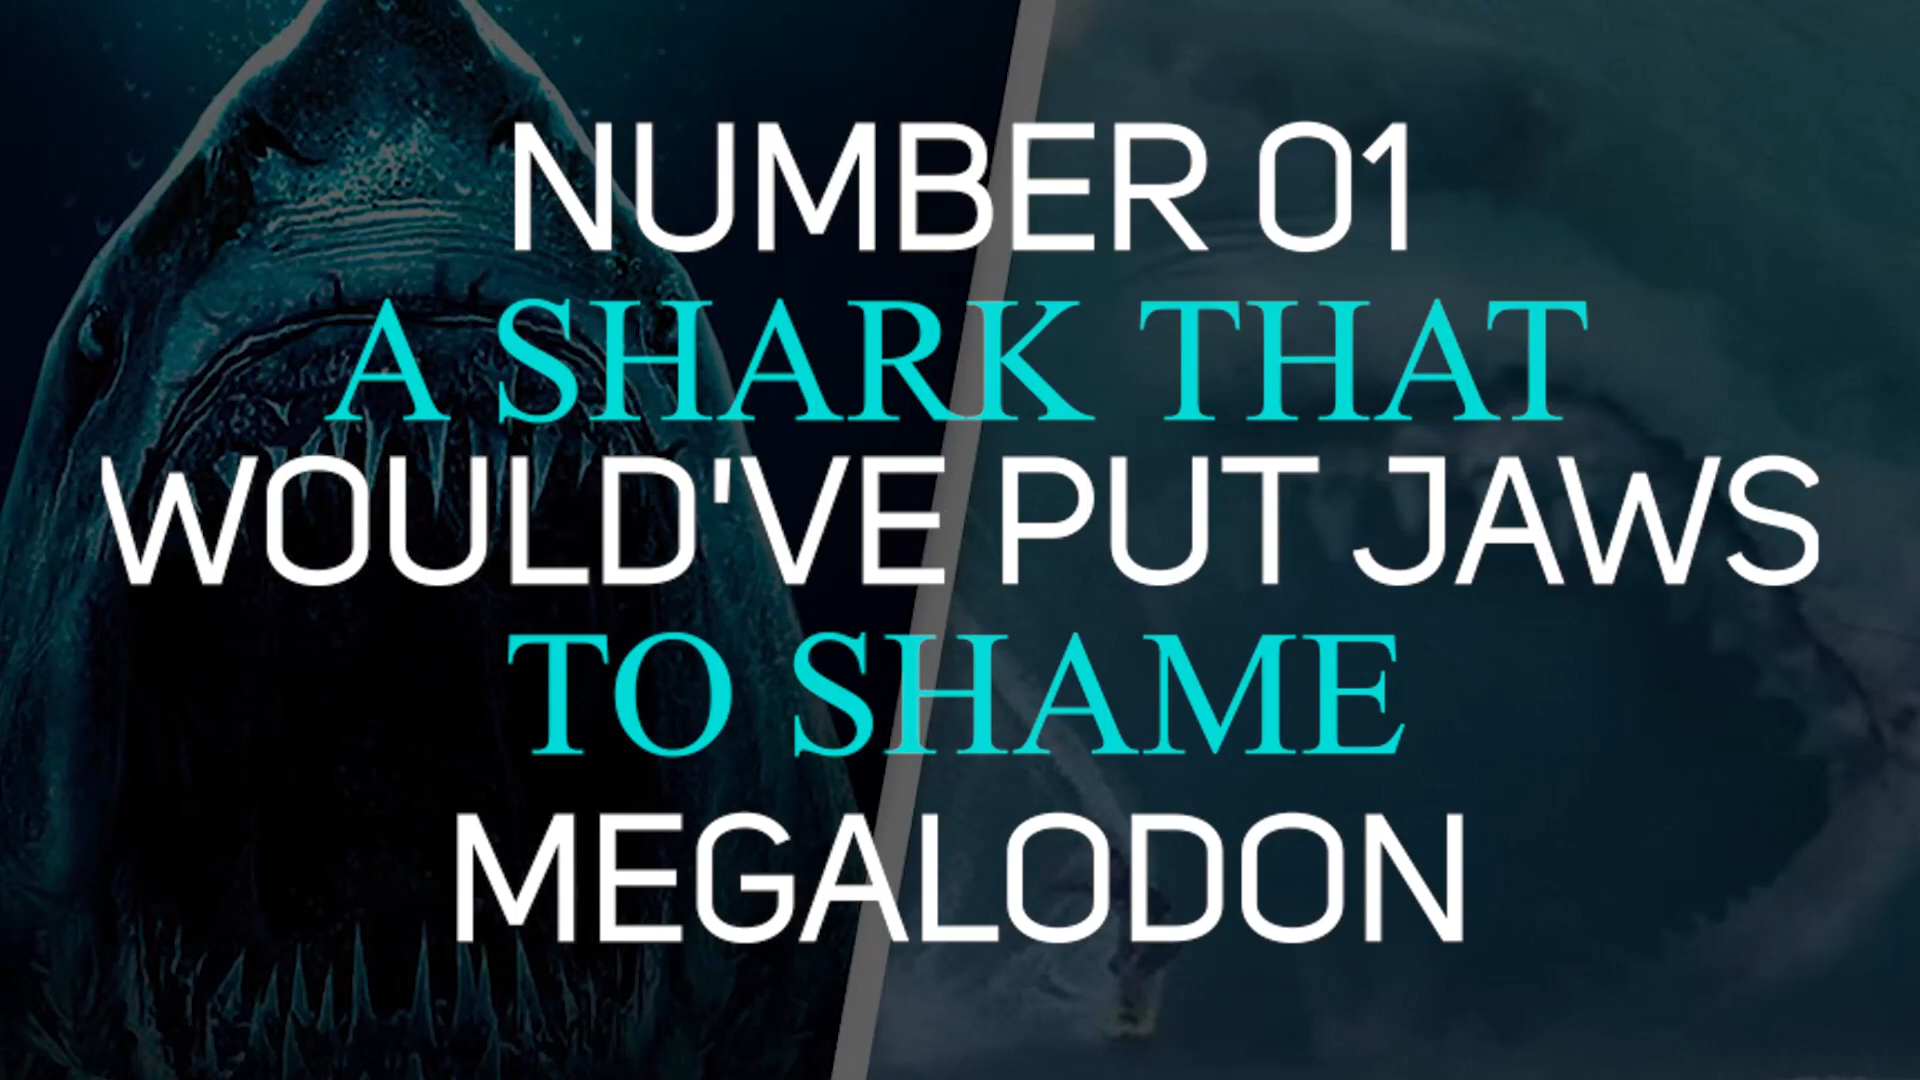 NUMBER 01
A SHARK THAT
WOULD'VE PUT JAWS
TO SHAME
MEGALODON